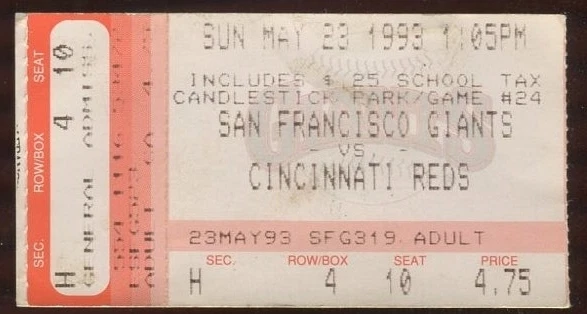 SUN MAY 23 1993 1:05PM
INCLUDES $.25 SCHOOL TAX
CANDLESTICK PARK/GAME #24
SAN FRANCISCO GIANTS
- VS. -
CINCINNATI REDS
23MAY93 SFG319 ADULT
SEC. ROW/BOX SEAT PRICE
H 4 10 4.75
SEC. ROW/BOX SEAT
H 4 10
GENERAL ADMISS
ADULT